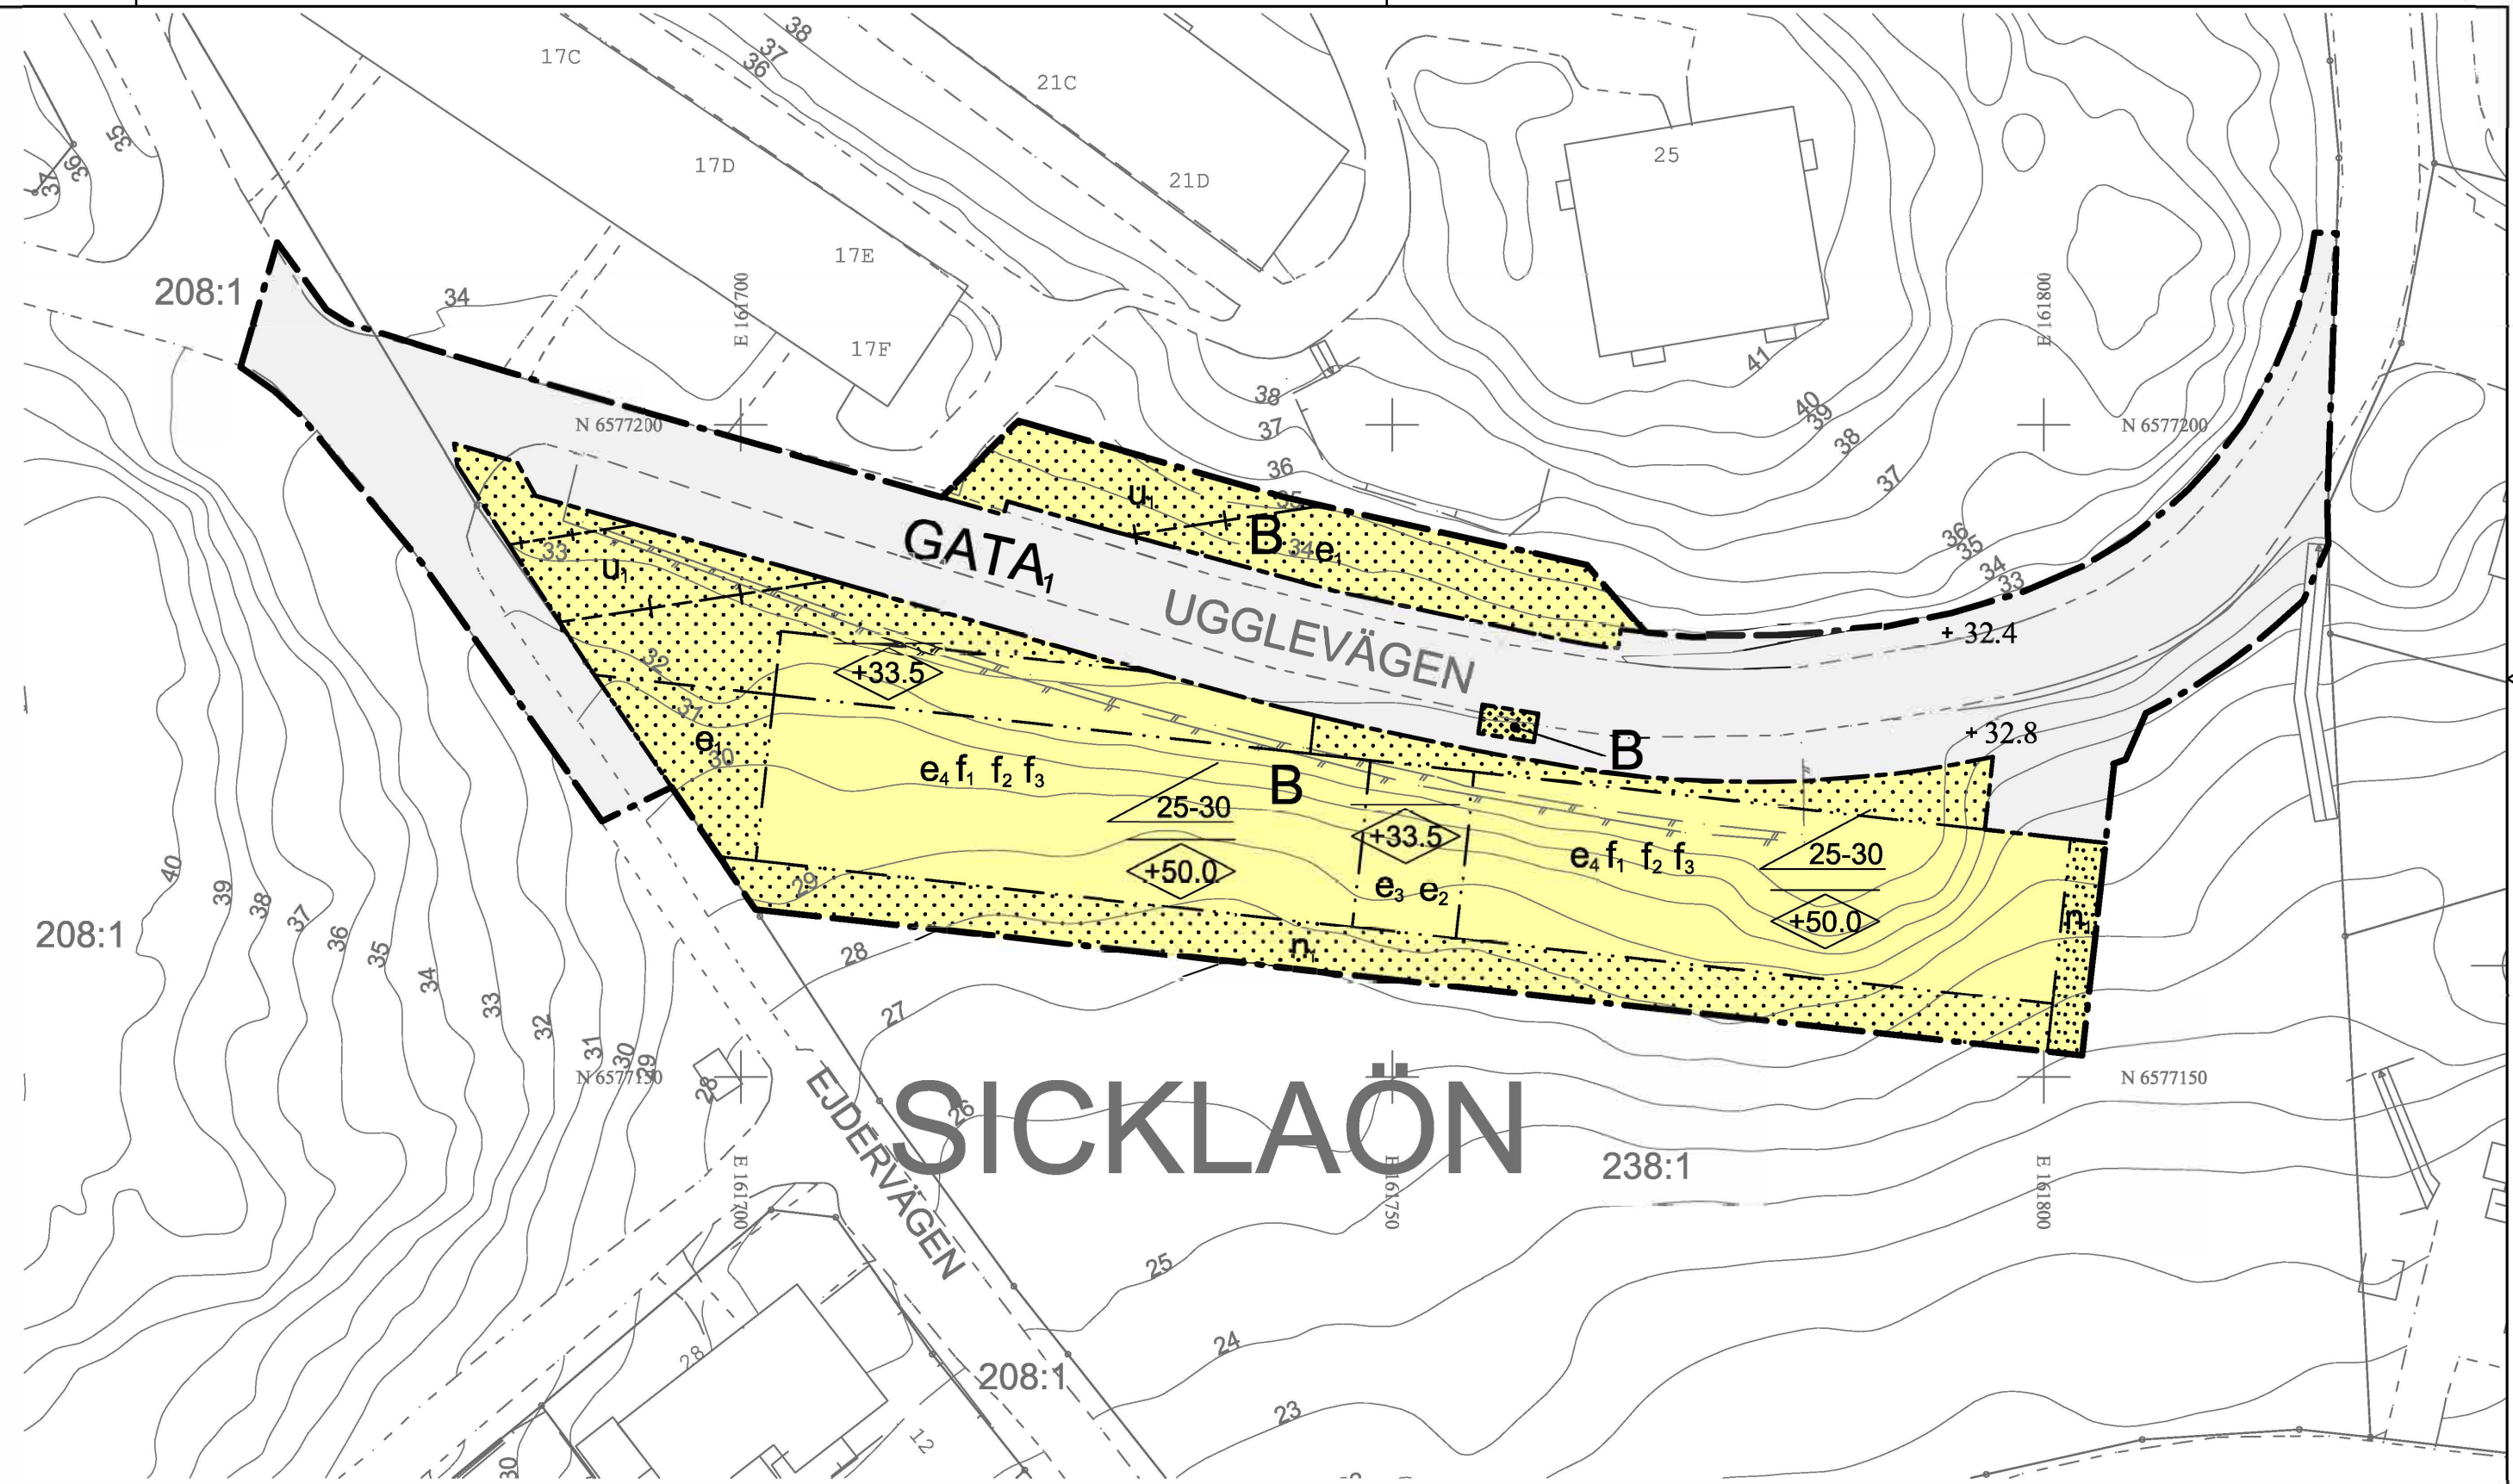 38
37
36
17C
21C
35
36
37
17D
21D
25
17E
208:1
34
E 161700
E 161800
17F
41
38
40
39
N 6577200
37
38
N 6577200
36
37
u₁
35
GATA₁
B
34
e₁
36
35
33
u₁
34
33
UGGLEVÄGEN
+ 32.4
32
+33.5
31
+ 32.8
e₁
30
B
e₄ f₁ f₂ f₃
B
25-30
+33.5
e₄ f₁ f₂ f₃
25-30
40
+50.0
29
39
38
37
e₃ e₂
+50.0
n₁
208:1
36
35
28
n₁
34
33
32
27
31
30
29
N 6577150
28
N 6577150
EJDERVÄGEN
SICKLAÖN
26
E 161700
E 161750
238:1
E 161800
25
24
28
208:1
23
12
30